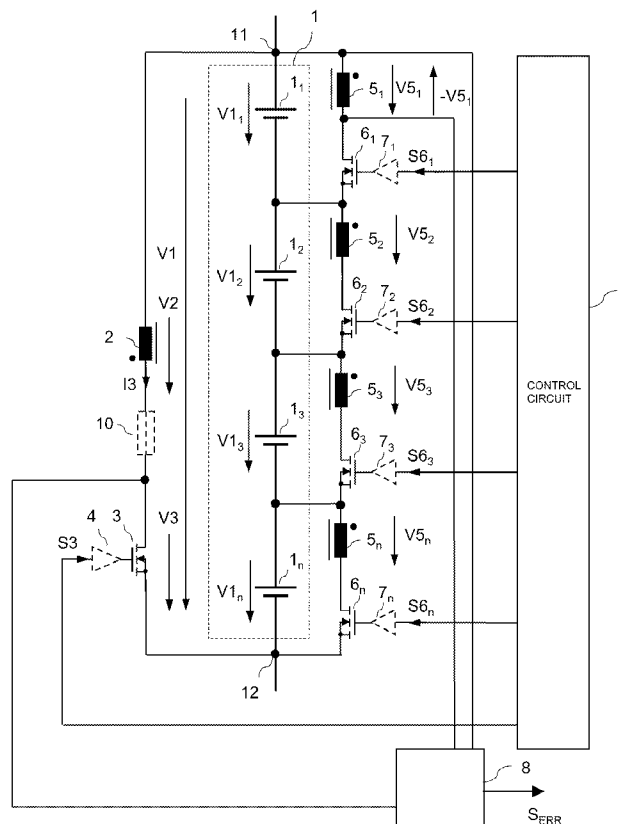 1
11
1₁
5₁
V5₁
-V5₁
V1₁
6₁
7₁
S6₁
V1
1₂
5₂
V5₂
V1₂
V2
6₂
7₂
S6₂
2
I3
CONTROL
CIRCUIT
10
1₃
5₃
V5₃
V1₃
6₃
7₃
S6₃
4
3
V3
S3
5ₙ
V5ₙ
1ₙ
V1ₙ
6ₙ
7ₙ
S6ₙ
12
8
S_ERR